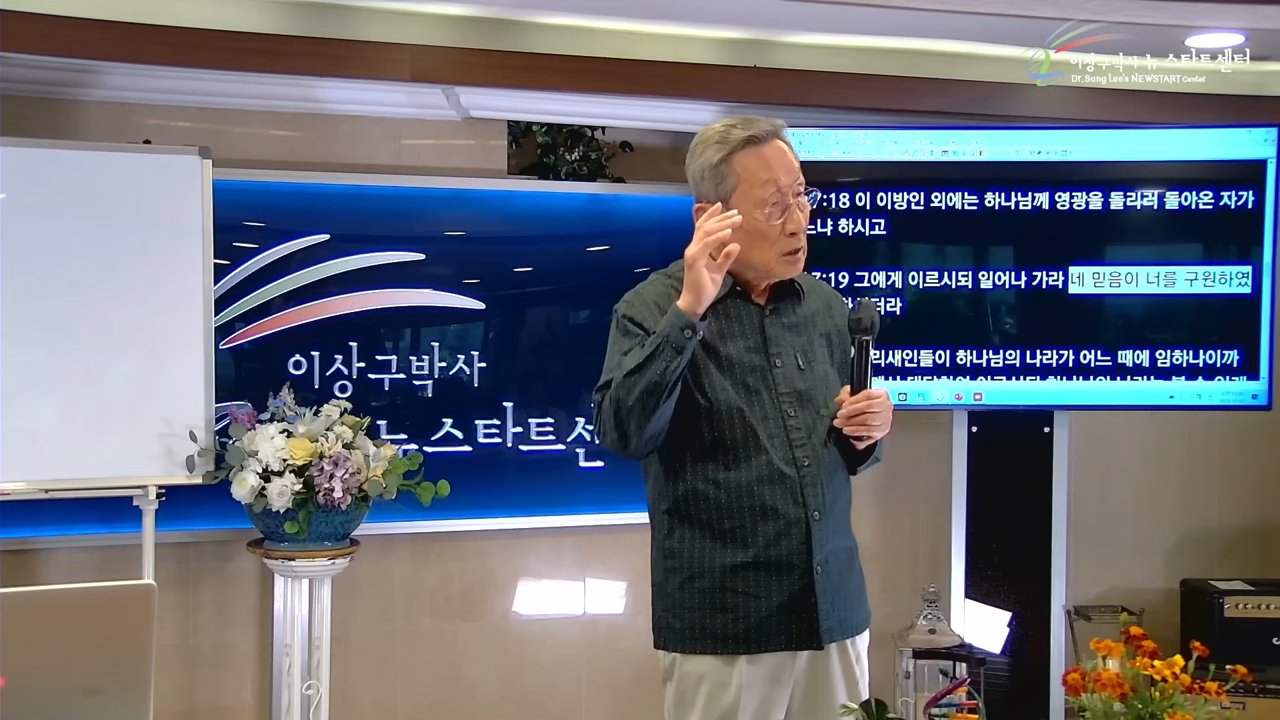 이상구박사 뉴스타트센터
Dr. Sang Lee's NEWSTART Center
7:18 이 이방인 외에는 하나님께 영광을 돌리러 돌아온 자가
느냐 하시고
7:19 그에게 이르시되 일어나 가라 네 믿음이 너를 구원하였
더라
리새인들이 하나님의 나라가 어느 때에 임하나이까
이상구박사
뉴스타트센